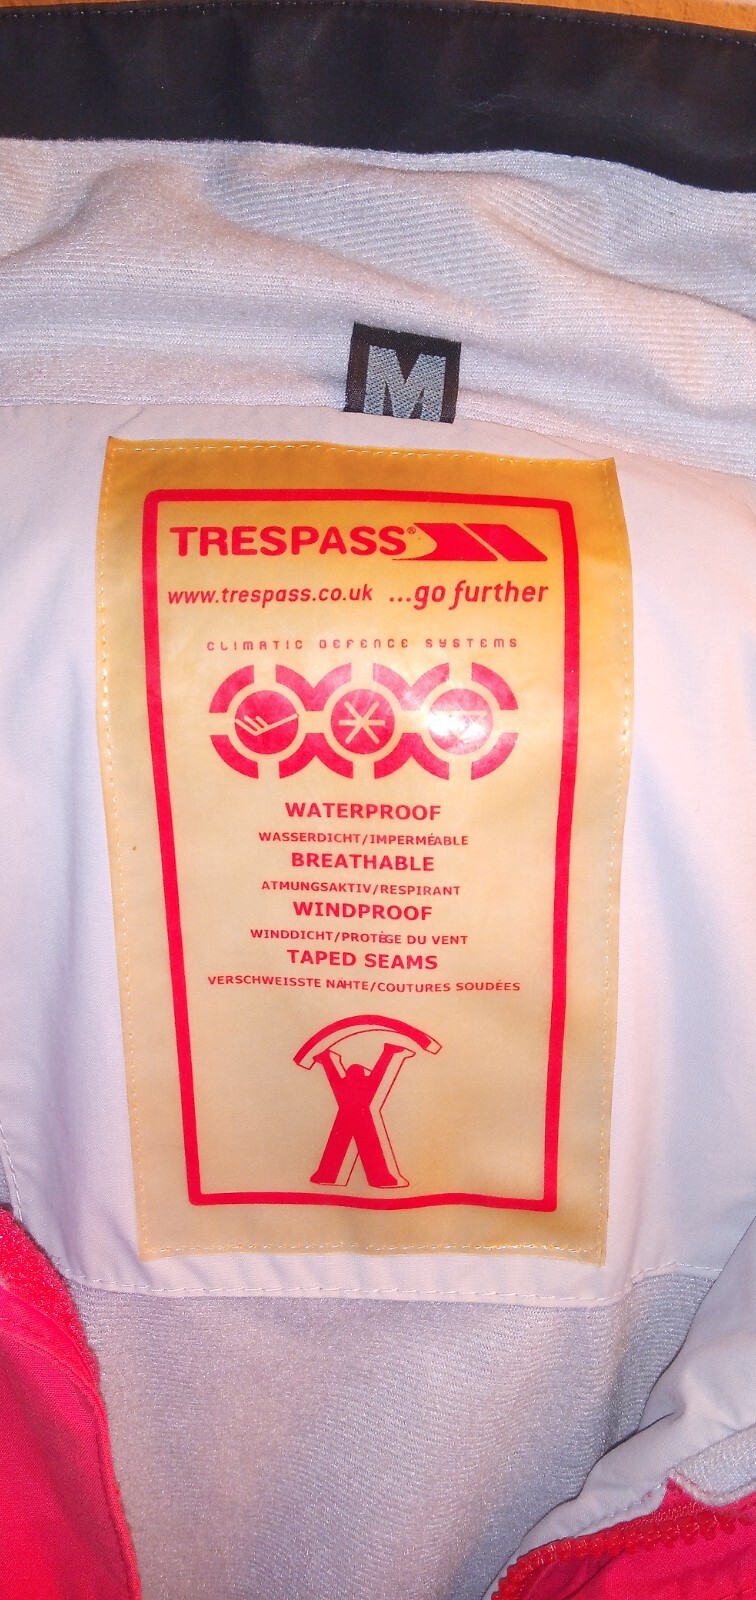 M
TRESPASS®
www.trespass.co.uk ...go further
CLIMATIC DEFENCE SYSTEMS
WATERPROOF
WASSERDICHT/IMPERMÉABLE
BREATHABLE
ATMUNGSAKTIV/RESPIRANT
WINDPROOF
WINDDICHT/PROTÈGE DU VENT
TAPED SEAMS
VERSCHWEISSTE NAHTE/COUTURES SOUDÉES